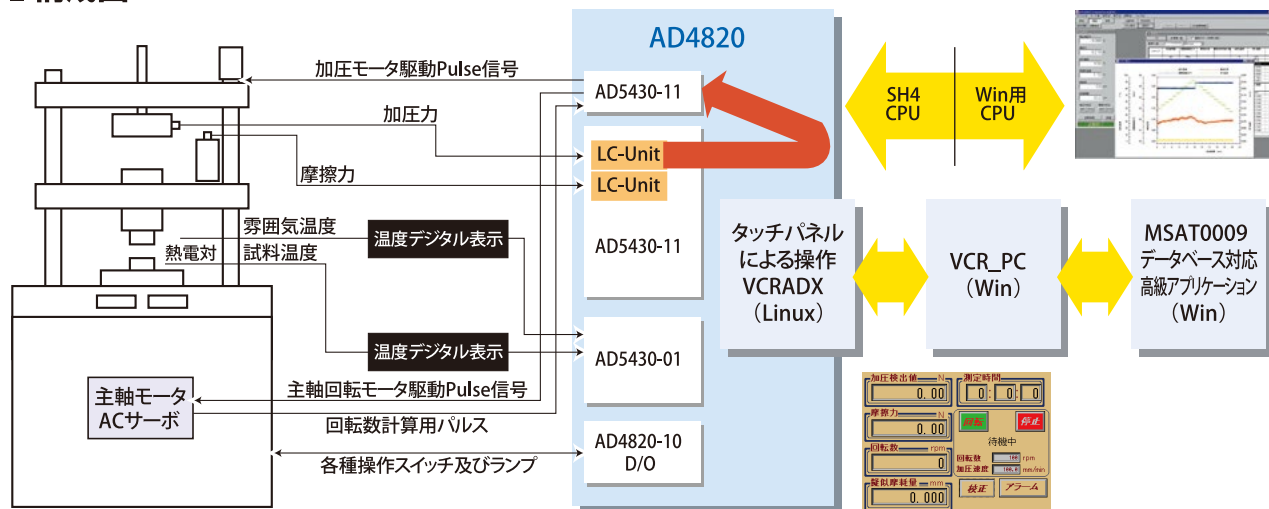 AD4820
加圧モータ駆動Pulse信号
AD5430-11
加圧力
LC-Unit
摩擦力
LC-Unit
AD5430-11
雰囲気温度
温度デジタル表示
熱電対
試料温度
温度デジタル表示
AD5430-01
主軸回転モータ駆動Pulse信号
主軸モータ
ACサーボ
回転数計算用パルス
AD4820-10
D/O
各種操作スイッチ及びランプ
SH4
CPU
Win用
CPU
タッチパネル
による操作
VCRADX
（Linux）
VCR_PC
（Win）
MSAT0009
データベース対応
高級アプリケーション
（Win）
加圧検出値 N
0.00
測定時間
0: 0: 0
摩擦力 N
0.00
回転
停止
待機中
回転数 rpm
0
回転数 100 rpm
加圧速度 100.0 mm/min
擬似摩耗量 mm
0.000
校正
アラーム